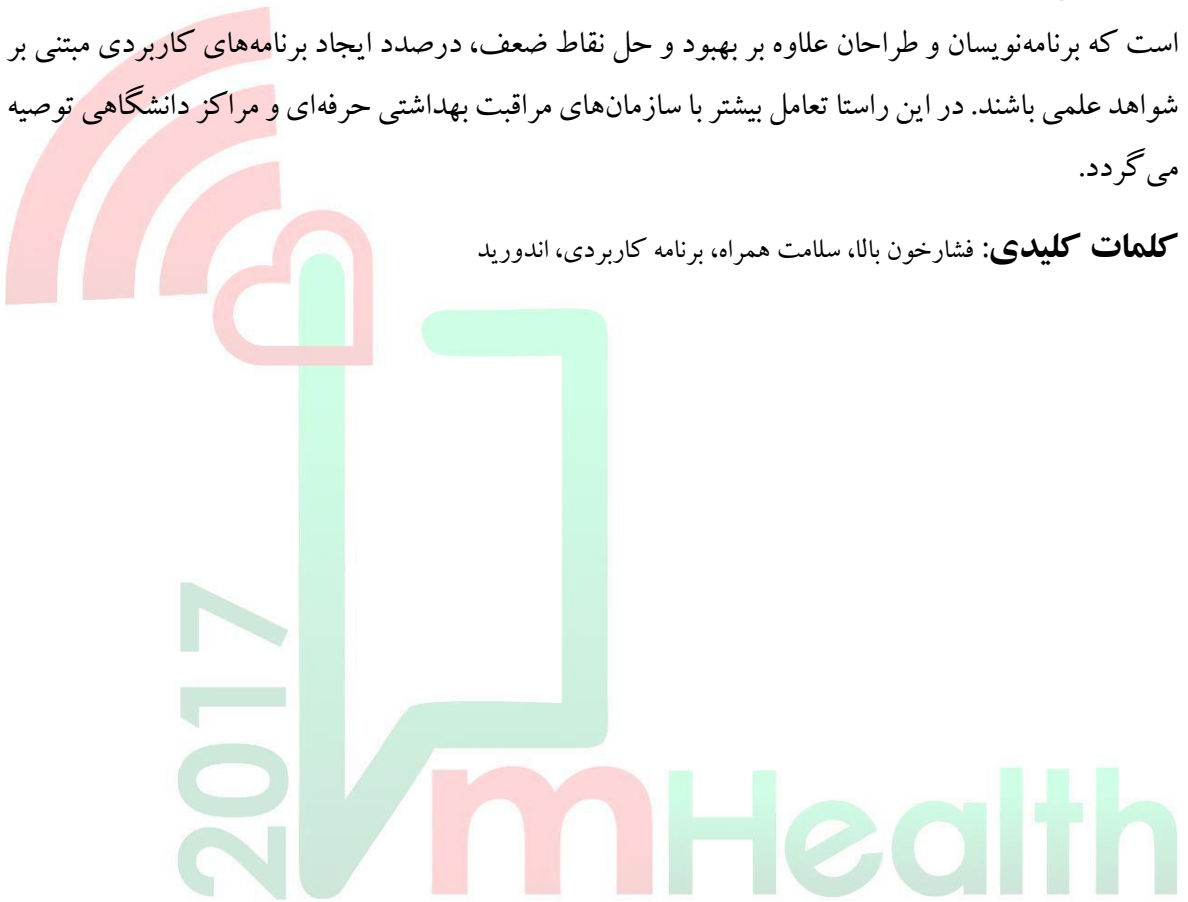 است که برنامه‌نویسان و طراحان علاوه بر بهبود و حل نقاط ضعف، درصدد ایجاد برنامه‌های کاربردی مبتنی بر
شواهد علمی باشند. در این راستا تعامل بیشتر با سازمان‌های مراقبت بهداشتی حرفه‌ای و مراکز دانشگاهی توصیه
می‌گردد.
کلمات کلیدی: فشارخون بالا، سلامت همراه، برنامه کاربردی، اندورید
2017
mHealth